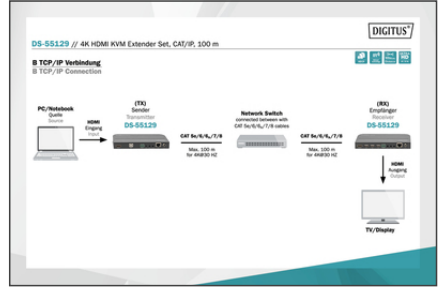 DIGITUS®
DS-55129 // 4K HDMI KVM Extender Set, CAT/IP, 100 m
B TCP/IP Verbindung
B TCP/IP Connection
PC/Notebook
Quelle
Source
HDMI
Eingang
Input
(TX)
Sender
Transmitter
DS-55129
CAT 5e/6/6A/7/8
Max. 100 m
for 4K@30 HZ
Network Switch
connected between with
CAT 5e/6/6A/7/8 cables
CAT 5e/6/6A/7/8
Max. 100 m
for 4K@30 HZ
(RX)
Empfänger
Receiver
DS-55129
HDMI
Ausgang
Output
TV/Display